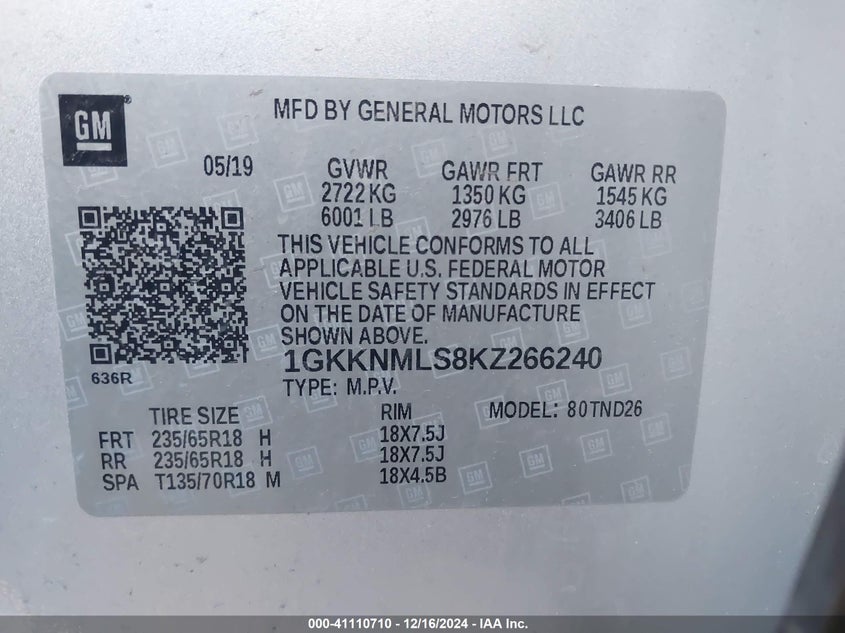 GM
®
MFD BY GENERAL MOTORS LLC
05/19
GVWR GAWR FRT GAWR RR
2722 KG 1350 KG 1545 KG
6001 LB 2976 LB 3406 LB
THIS VEHICLE CONFORMS TO ALL
APPLICABLE U.S. FEDERAL MOTOR
VEHICLE SAFETY STANDARDS IN EFFECT
ON THE DATE OF MANUFACTURE
SHOWN ABOVE.
1GKKNMLS8KZ266240
636R
TYPE: M.P.V.
TIRE SIZE RIM MODEL: 80TND26
FRT 235/65R18 H 18X7.5J
RR 235/65R18 H 18X7.5J
SPA T135/70R18 M 18X4.5B
000-41110710 - 12/16/2024 - IAA Inc.